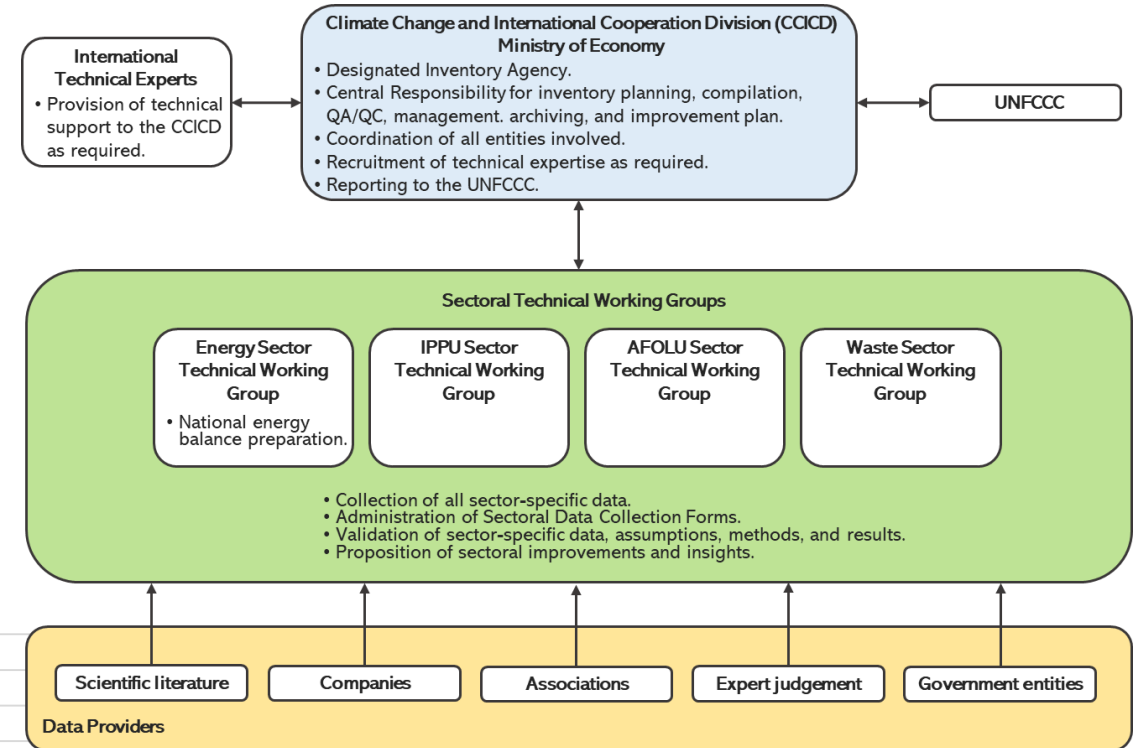 International
Technical Experts
• Provision of technical
support to the CCICD
as required.
Climate Change and International Cooperation Division (CCICD)
Ministry of Economy
• Designated Inventory Agency.
• Central Responsibility for inventory planning, compilation,
QA/QC, management. archiving, and improvement plan.
• Coordination of all entities involved.
• Recruitment of technical expertise as required.
• Reporting to the UNFCCC.
UNFCCC
Sectoral Technical Working Groups
Energy Sector
Technical Working
Group
• National energy
balance preparation.
IPPU Sector
Technical Working
Group
AFOLU Sector
Technical Working
Group
Waste Sector
Technical Working
Group
• Collection of all sector-specific data.
• Administration of Sectoral Data Collection Forms.
• Validation of sector-specific data, assumptions, methods, and results.
• Proposition of sectoral improvements and insights.
Scientific literature
Companies
Associations
Expert judgement
Government entities
Data Providers